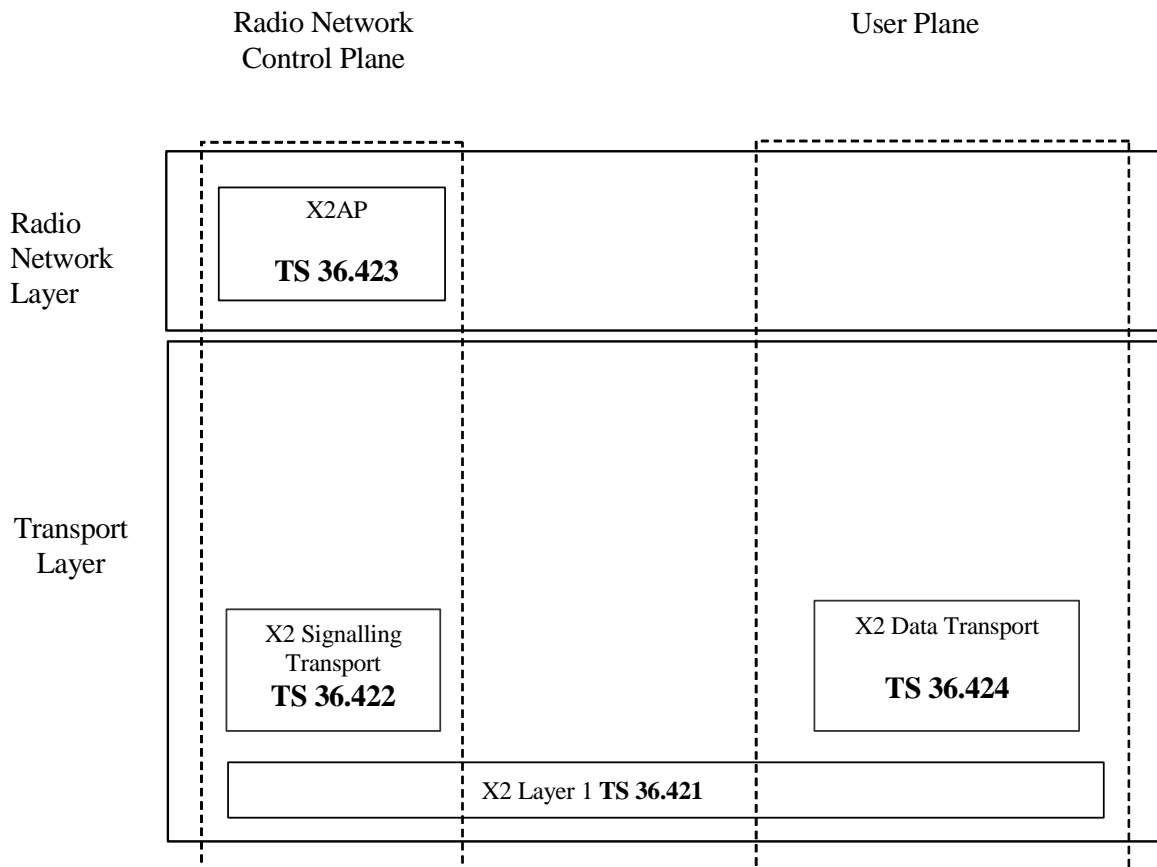 Radio Network
Control Plane
User Plane
Radio
Network
Layer
X2AP
TS 36.423
Transport
Layer
X2 Signalling
Transport
TS 36.422
X2 Data Transport
TS 36.424
X2 Layer 1 TS 36.421